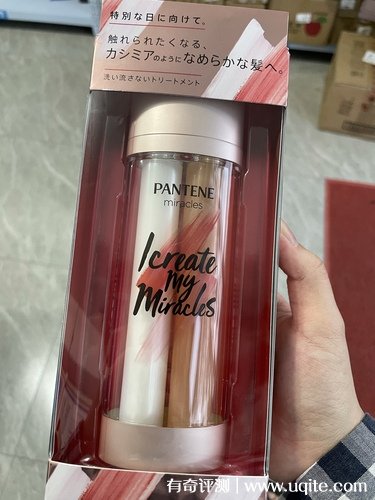 特別な日に向けて。
触れられたくなる、
カシミアのようになめらかな髪へ。
洗い流さないトリートメント
PANTENE
miracles
I create
My
Miracles
有奇评测 | www.uqite.com